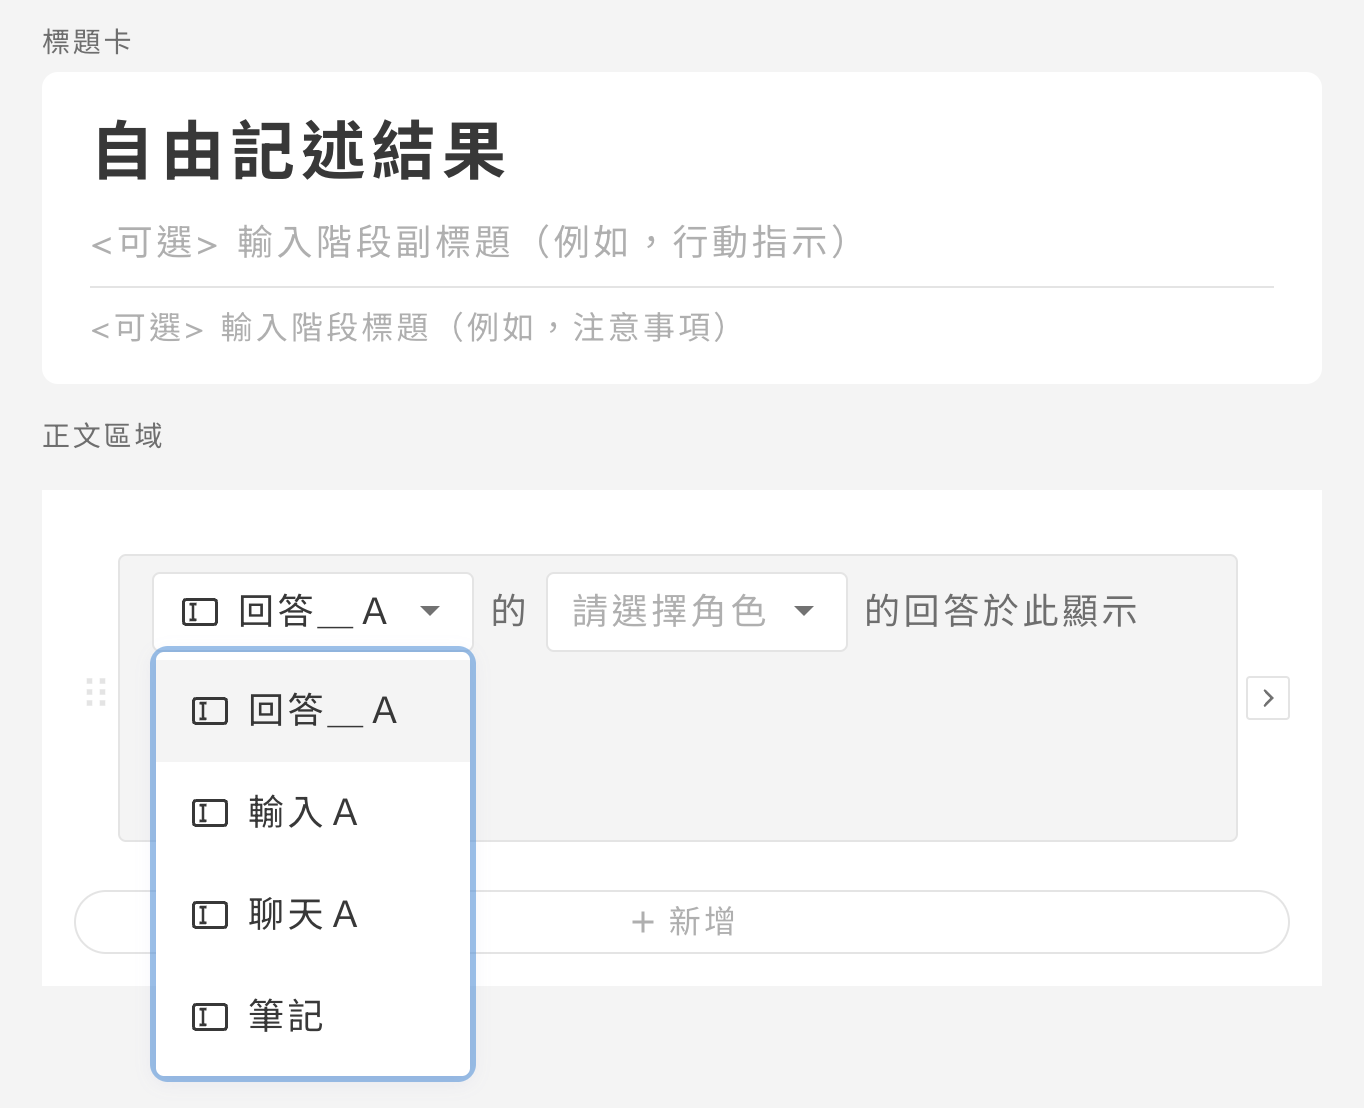 標題卡
自由記述結果
<可選> 輸入階段副標題（例如，行動指示）
<可選> 輸入階段標題（例如，注意事項）
正文區域
回答__A 的 請選擇角色 的回答於此顯示
回答__A
輸入A
聊天A
筆記
+ 新增